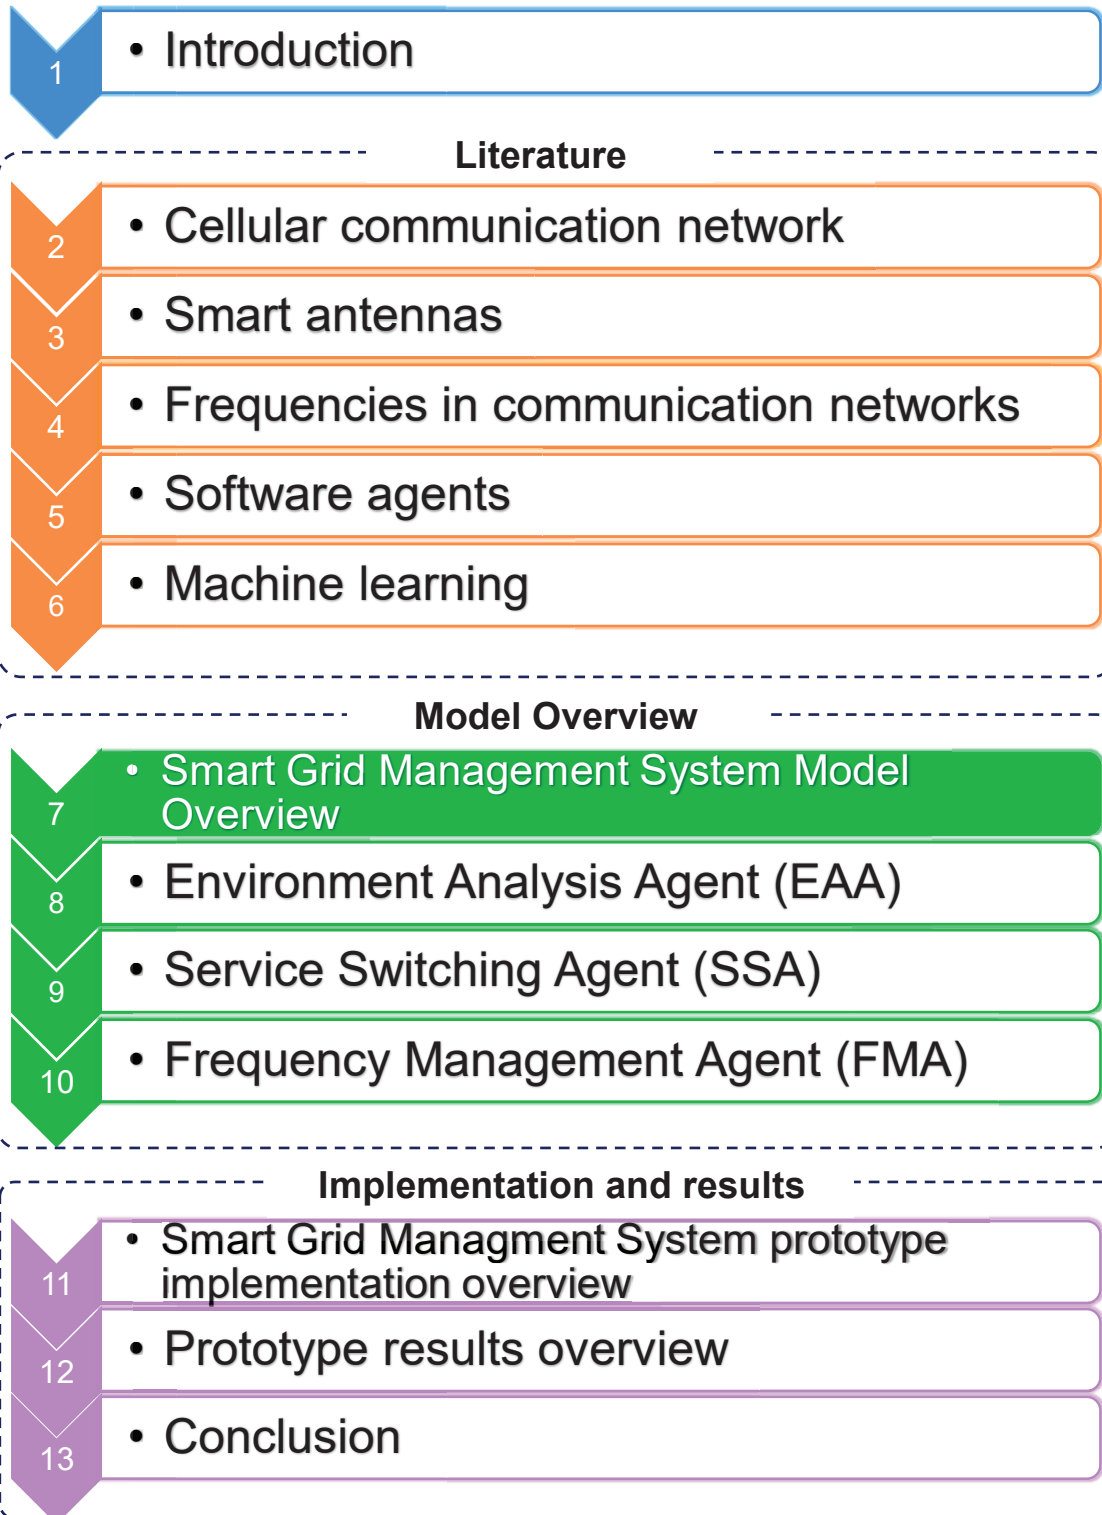 1
• Introduction
Literature
2
• Cellular communication network
3
• Smart antennas
4
• Frequencies in communication networks
5
• Software agents
6
• Machine learning
Model Overview
7
• Smart Grid Management System Model
Overview
8
• Environment Analysis Agent (EAA)
9
• Service Switching Agent (SSA)
10
• Frequency Management Agent (FMA)
Implementation and results
11
• Smart Grid Managment System prototype
implementation overview
12
• Prototype results overview
13
• Conclusion